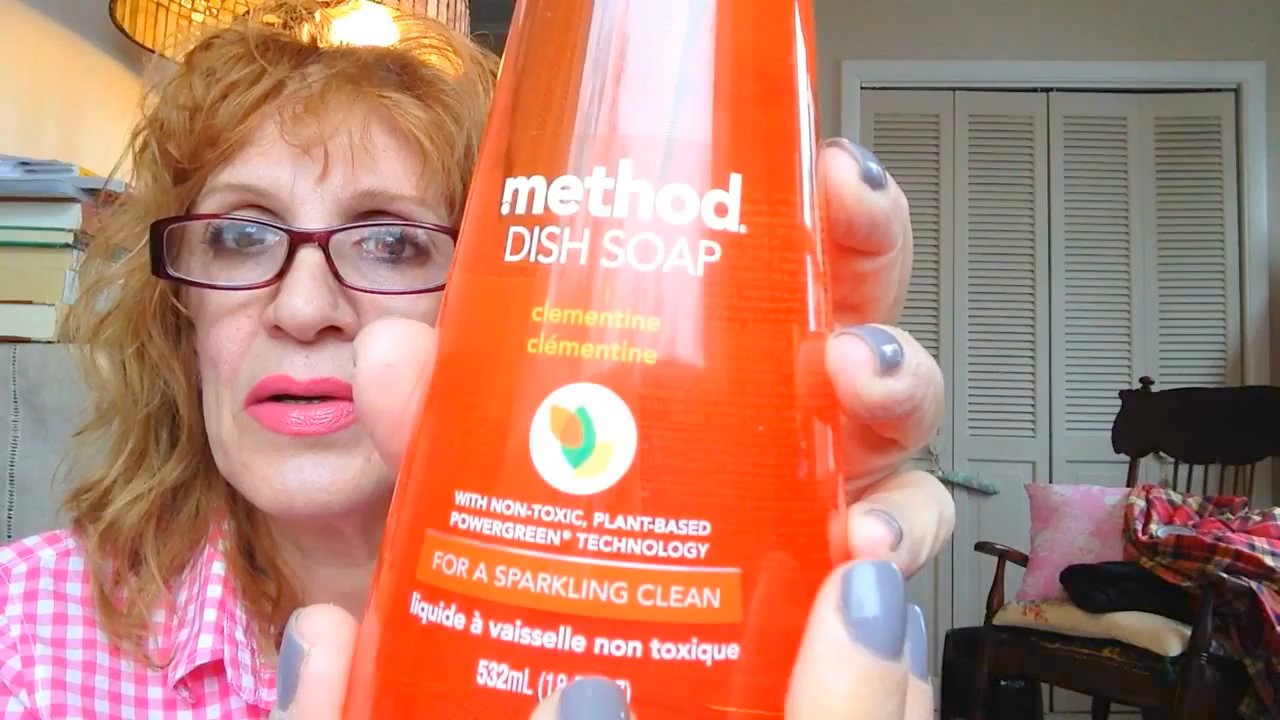 method.
DISH SOAP
clementine
clémentine
WITH NON-TOXIC, PLANT-BASED
POWERGREEN® TECHNOLOGY
FOR A SPARKLING CLEAN
liquide à vaisselle non toxique
532mL